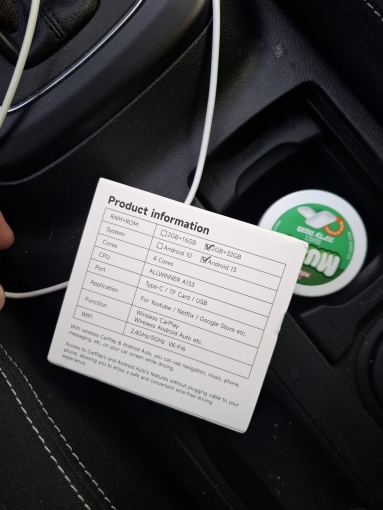 Product information
RAM+ROM ☐2GB+16GB ☑2GB+32GB
System ☐Android 10 ☑Android 13
Cores 4 Cores
CPU ALLWINNER A133
Port Type-C / TF Card / USB
Application For Youtube / Netflix / Google Store etc.
Function Wireless CarPlay
Wireless Android Auto etc.
WiFi 2.4GHz/5GHz Wi-Fi6
With wireless CarPlay & Android Auto, you can use navigation, music, phone,
messaging, etc. on your car screen while driving.
Access to CarPlay's and Android Auto's features without plugging cable to your
phone, allowing you to enjoy a safe and convenient wire-free driving
experience.